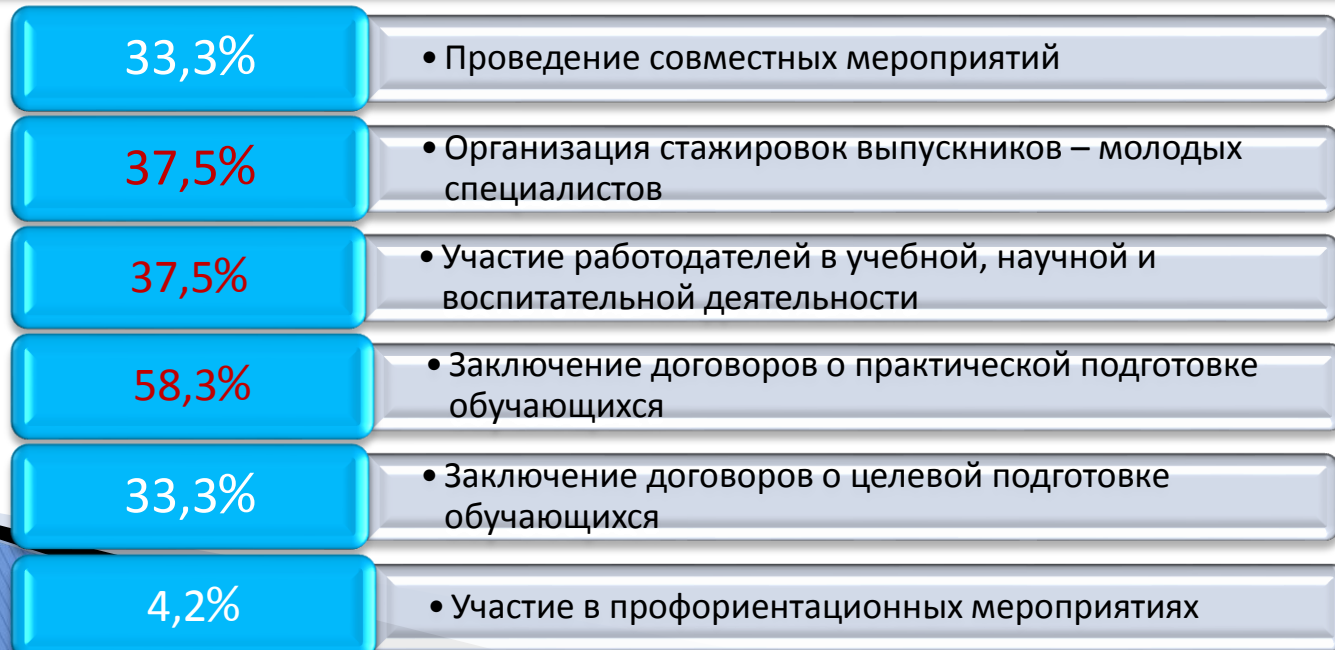 33,3%
• Проведение совместных мероприятий
37,5%
• Организация стажировок выпускников – молодых
специалистов
37,5%
• Участие работодателей в учебной, научной и
воспитательной деятельности
58,3%
• Заключение договоров о практической подготовке
обучающихся
33,3%
• Заключение договоров о целевой подготовке
обучающихся
4,2%
• Участие в профориентационных мероприятиях